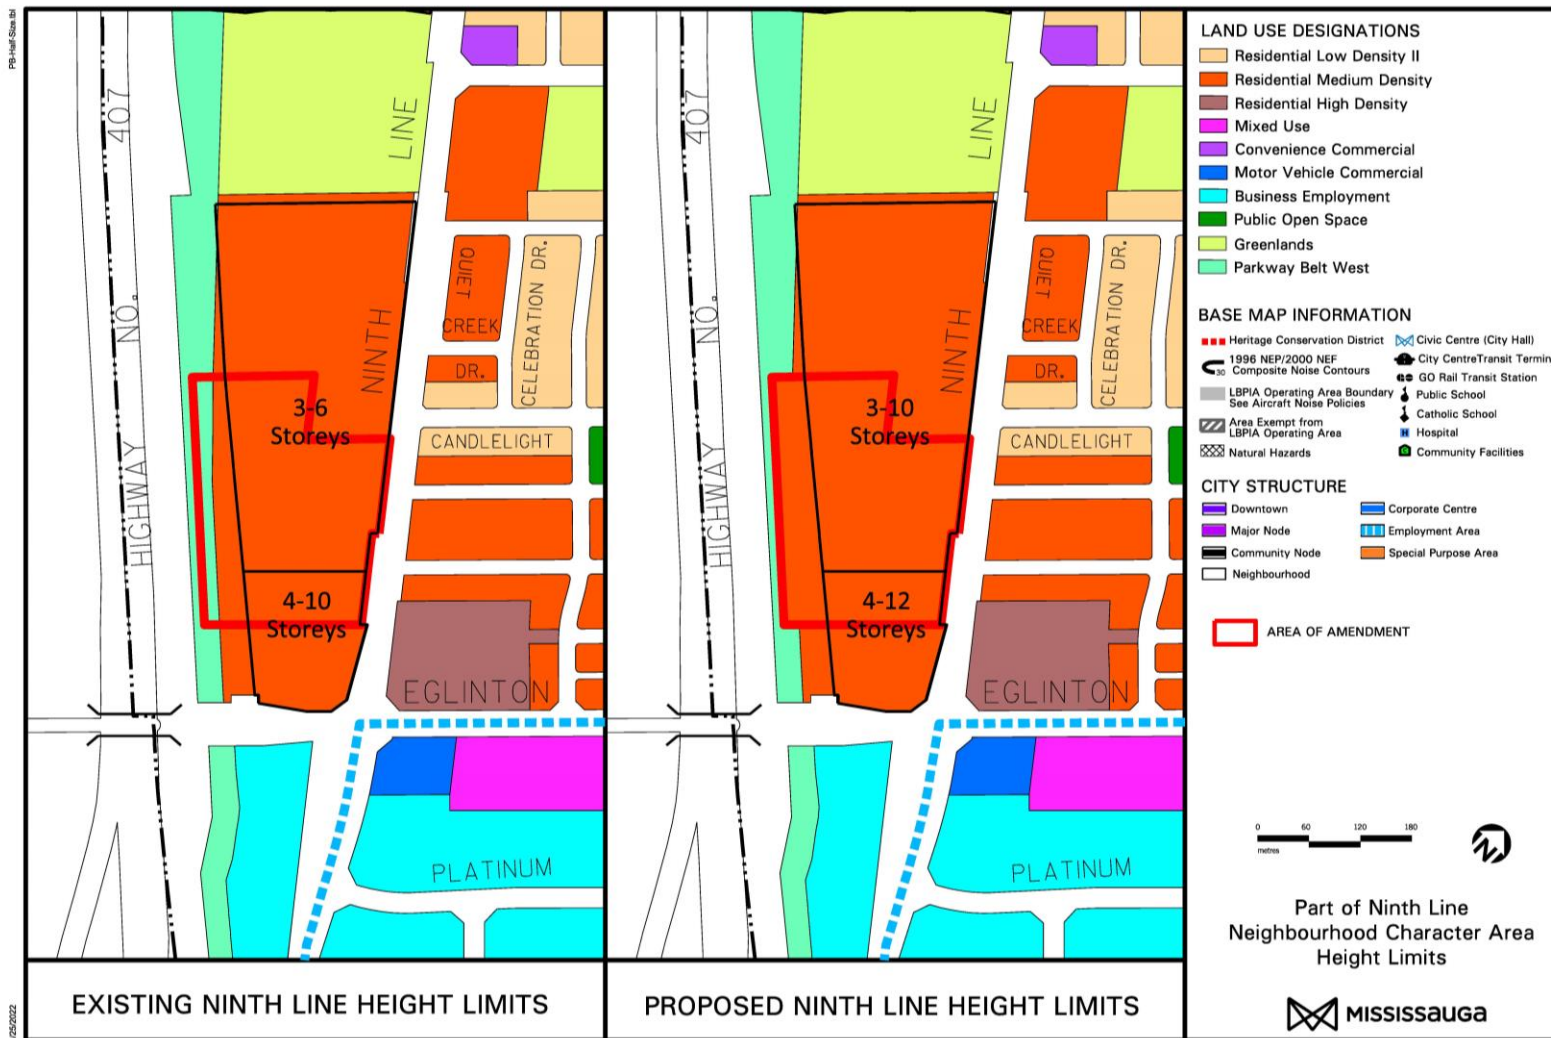 PB-Half-Size.tbl
407
HIGHWAY NO.
NINTH LINE
QUIET
CREEK
DR.
CELEBRATION DR.
CANDLELIGHT
3-6
Storeys
4-10
Storeys
EGLINTON
PLATINUM
EXISTING NINTH LINE HEIGHT LIMITS
407
HIGHWAY NO.
NINTH LINE
QUIET
CREEK
DR.
CELEBRATION DR.
CANDLELIGHT
3-10
Storeys
4-12
Storeys
EGLINTON
PLATINUM
PROPOSED NINTH LINE HEIGHT LIMITS
LAND USE DESIGNATIONS
Residential Low Density II
Residential Medium Density
Residential High Density
Mixed Use
Convenience Commercial
Motor Vehicle Commercial
Business Employment
Public Open Space
Greenlands
Parkway Belt West
BASE MAP INFORMATION
Heritage Conservation District
1996 NEP/2000 NEF
Composite Noise Contours
30
LBPIA Operating Area Boundary
See Aircraft Noise Policies
Area Exempt from
LBPIA Operating Area
Natural Hazards
Civic Centre (City Hall)
City CentreTransit Termin
GO Rail Transit Station
Public School
Catholic School
H Hospital
Community Facilities
CITY STRUCTURE
Downtown
Major Node
Community Node
Neighbourhood
Corporate Centre
Employment Area
Special Purpose Area
AREA OF AMENDMENT
0 60 120 180
metres
N
Part of Ninth Line
Neighbourhood Character Area
Height Limits
MISSISSAUGA
/25/2022